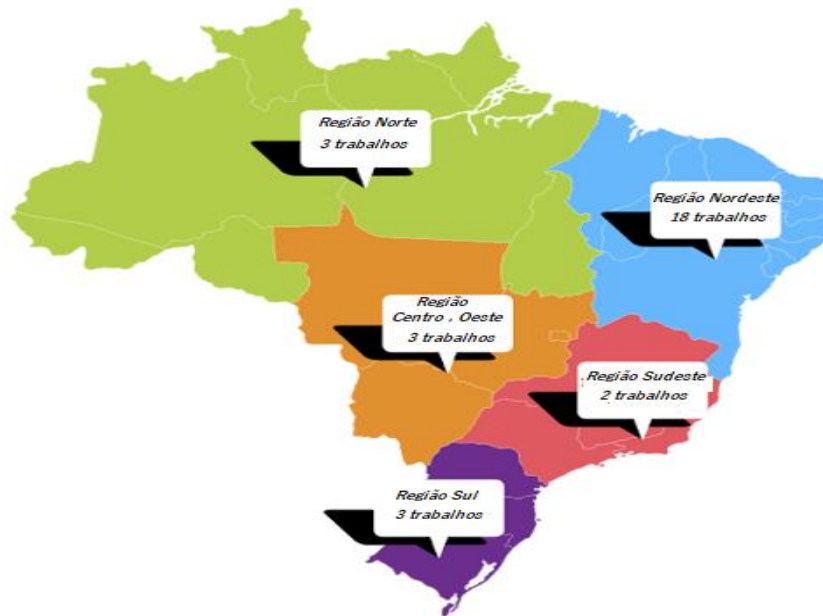 Região Norte
3 trabalhos
Região Nordeste
18 trabalhos
Região
Centro . Oeste
3 trabalhos
Região Sudeste
2 trabalhos
Região Sul
3 trabalhos